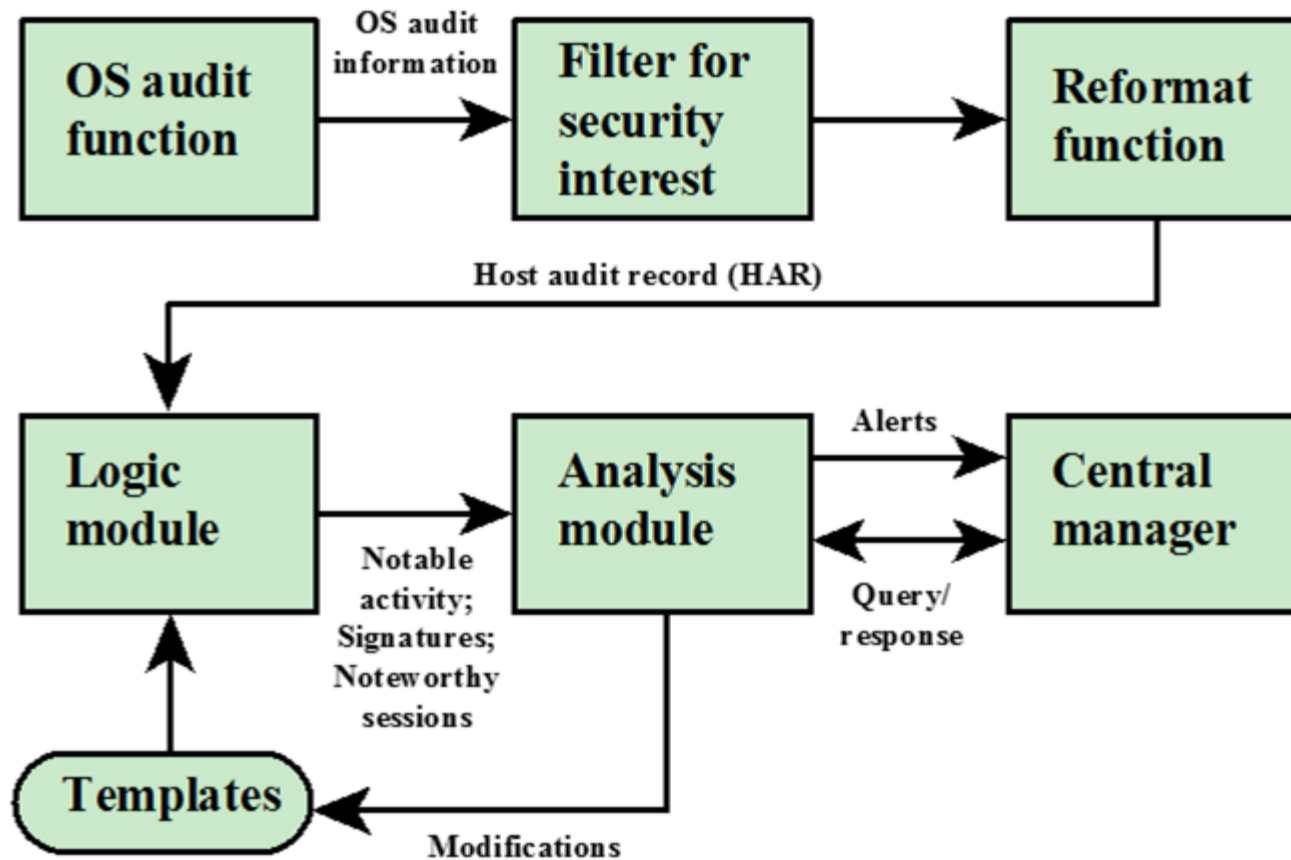 OS audit
function
OS audit
information
Filter for
security
interest
Reformat
function
Host audit record (HAR)
Logic
module
Notable
activity;
Signatures;
Noteworthy
sessions
Analysis
module
Alerts
Query/
response
Central
manager
Templates
Modifications